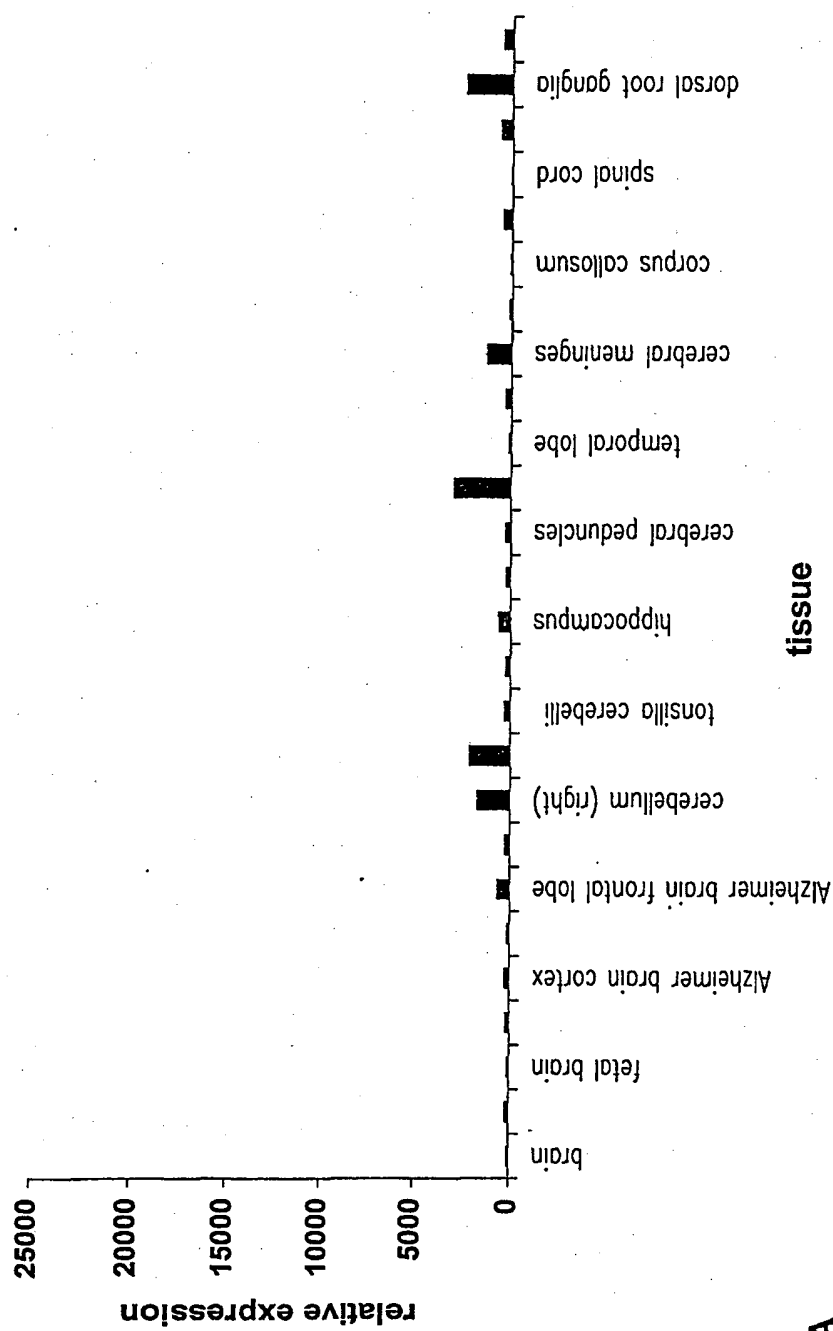 relative expression
25000
20000
15000
10000
5000
0
brain
fetal brain
Alzheimer brain cortex
Alzheimer brain frontal lobe
cerebellum (right)
tonsilla cerebelli
hippocampus
cerebral peduncles
temporal lobe
cerebral meninges
corpus callosum
spinal cord
dorsal root ganglia
tissue
A